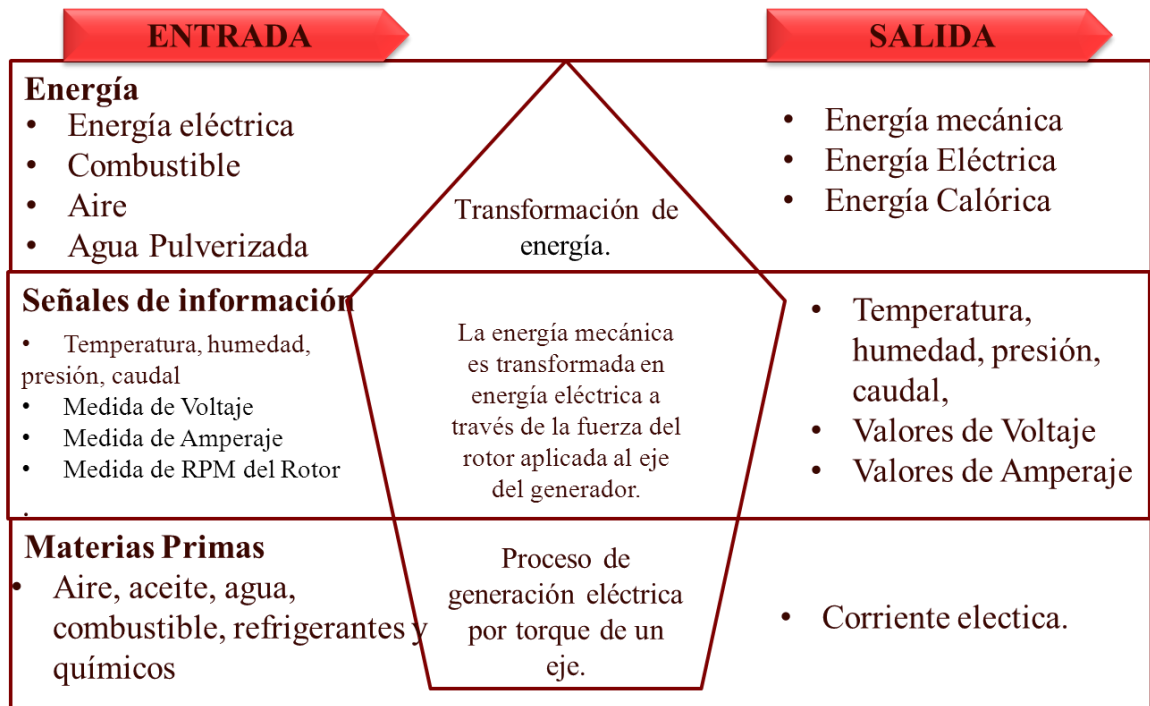 ENTRADA
SALIDA
Energía
• Energía eléctrica
• Combustible
• Aire
• Agua Pulverizada
Transformación de
energía.
• Energía mecánica
• Energía Eléctrica
• Energía Calórica
Señales de información
• Temperatura, humedad,
presión, caudal
• Medida de Voltaje
• Medida de Amperaje
• Medida de RPM del Rotor
.
La energía mecánica
es transformada en
energía eléctrica a
través de la fuerza del
rotor aplicada al eje
del generador.
• Temperatura,
humedad, presión,
caudal,
• Valores de Voltaje
• Valores de Amperaje
Materias Primas
• Aire, aceite, agua,
combustible, refrigerantes y
químicos
Proceso de
generación eléctrica
por torque de un
eje.
• Corriente electica.